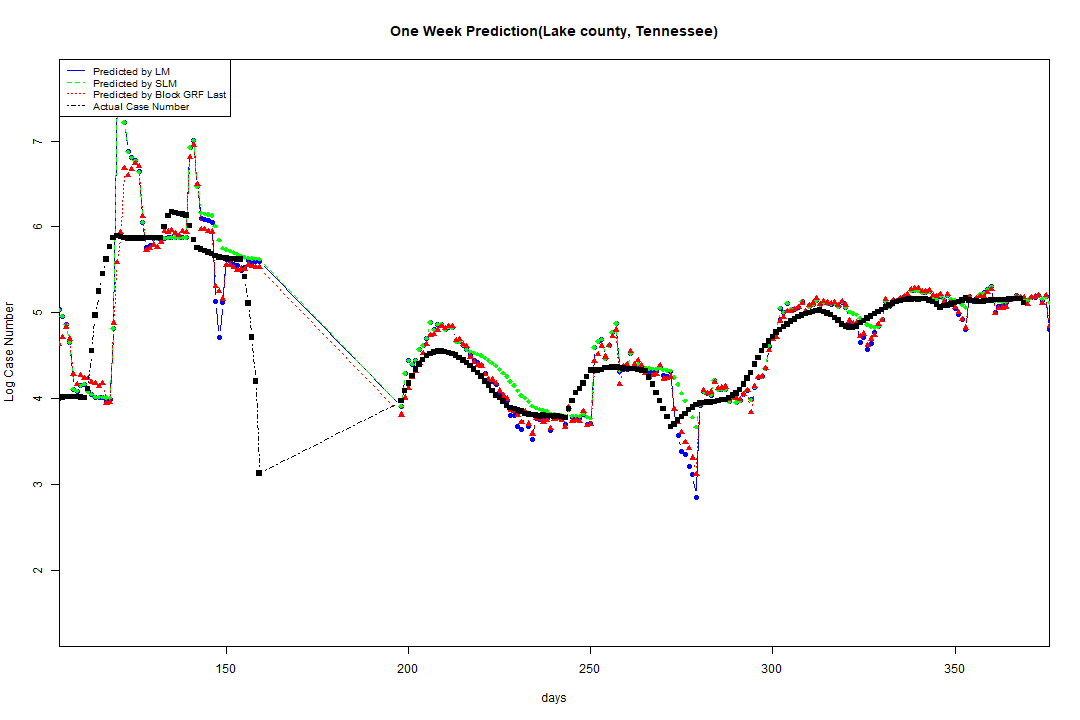 One Week Prediction(Lake county, Tennessee)
Predicted by LM
Predicted by SLM
Predicted by Block GRF Last
Actual Case Number
7
6
5
4
3
2
Log Case Number
150 200 250 300 350
days